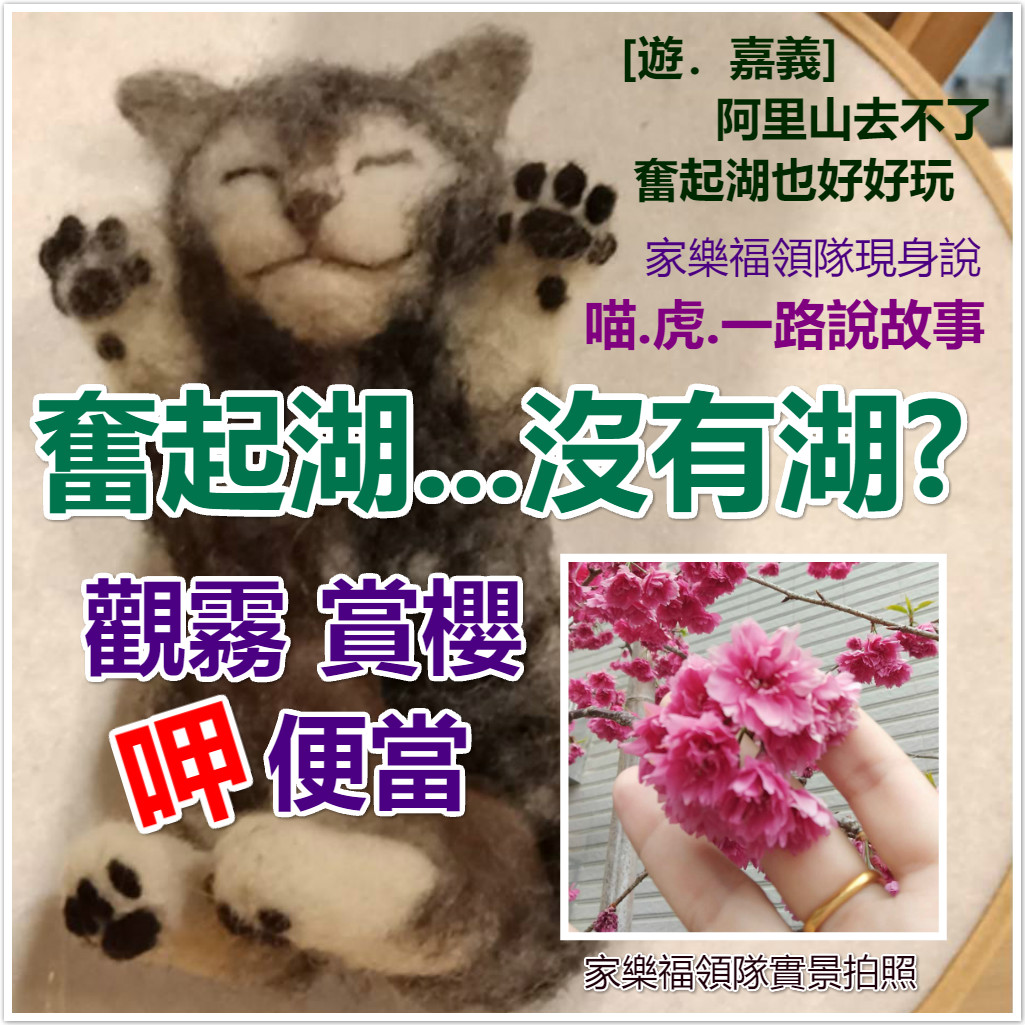 [遊．嘉義]
阿里山去不了
奮起湖也好好玩
家樂福領隊現身說
喵.虎.一路說故事
奮起湖...沒有湖?
觀霧 賞櫻
呷便當
家樂福領隊實景拍照